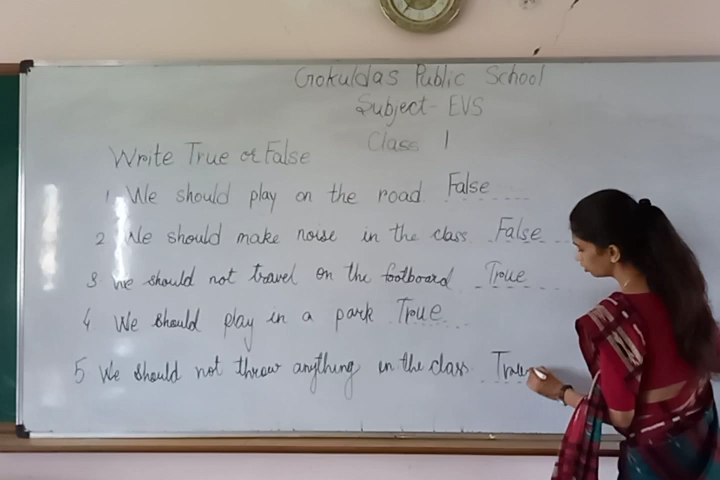 Gokuldas Public School
Subject- EVS
Class 1
Write True or False
1 We should play on the road False
2 We should make noise in the class False
3 We should not travel on the footboard True
4 We should play in a park True
5 We should not throw anything in the class True